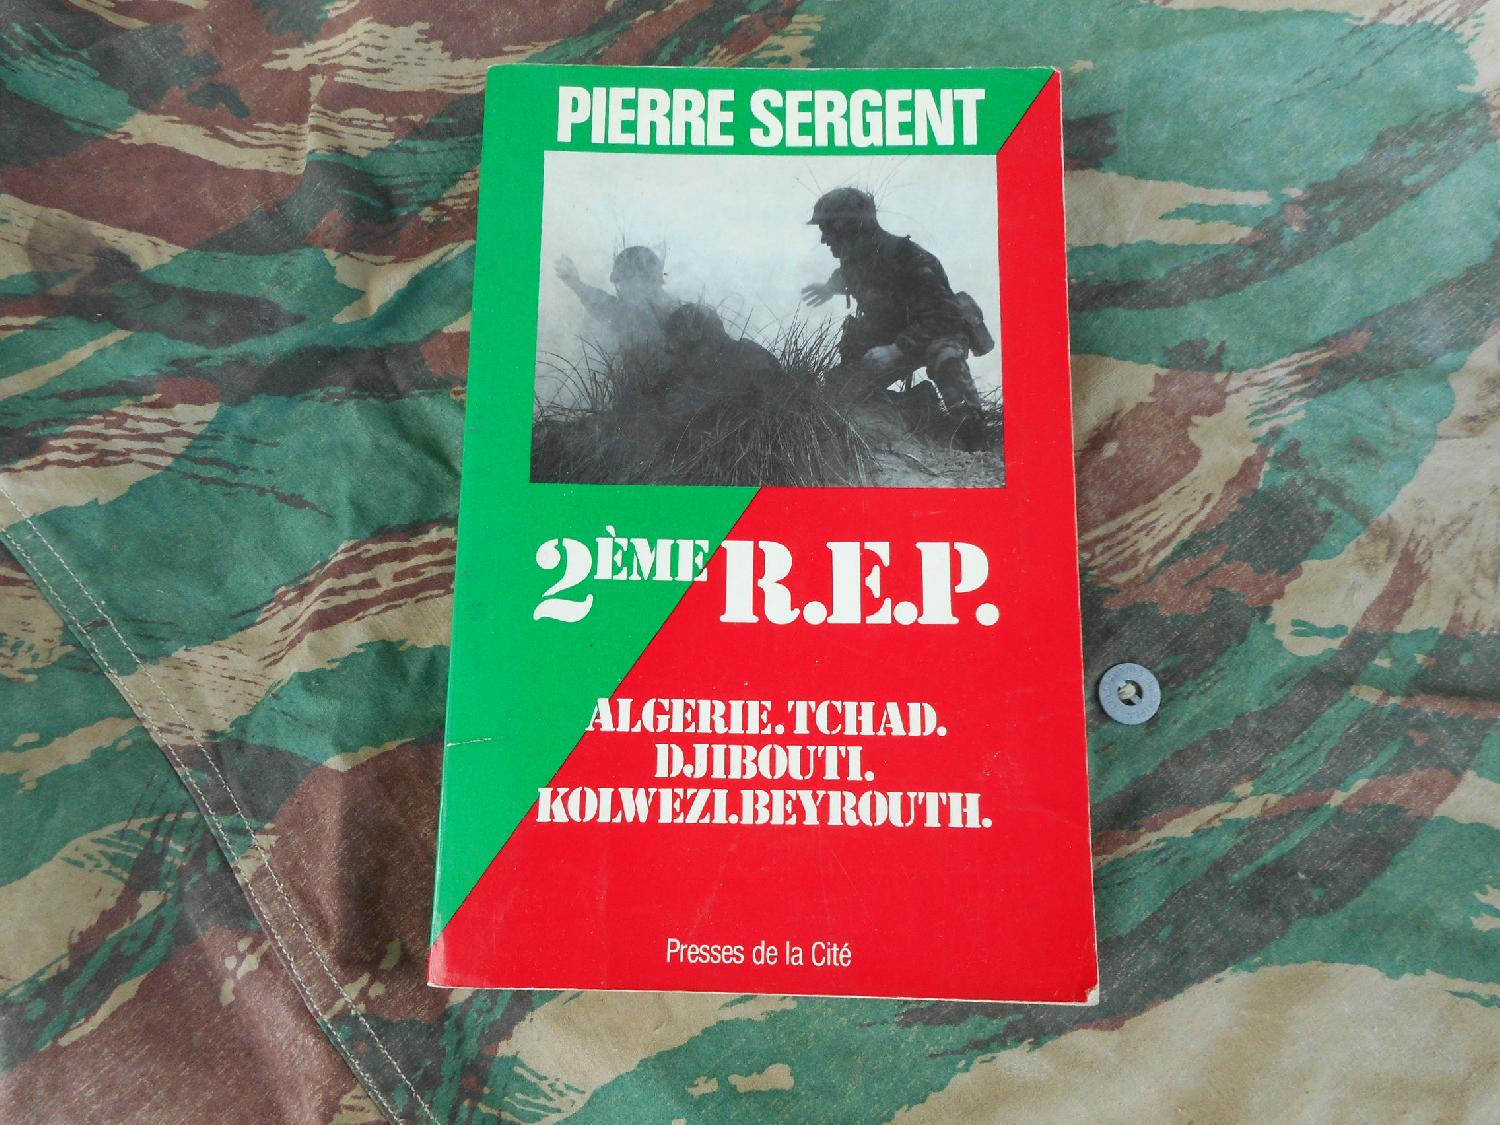 PIERRE SERGENT
2ÈME R.E.P.
ALGERIE.TCHAD.
DJIBOUTI.
KOLWEZI.BEYROUTH.
Presses de la Cité